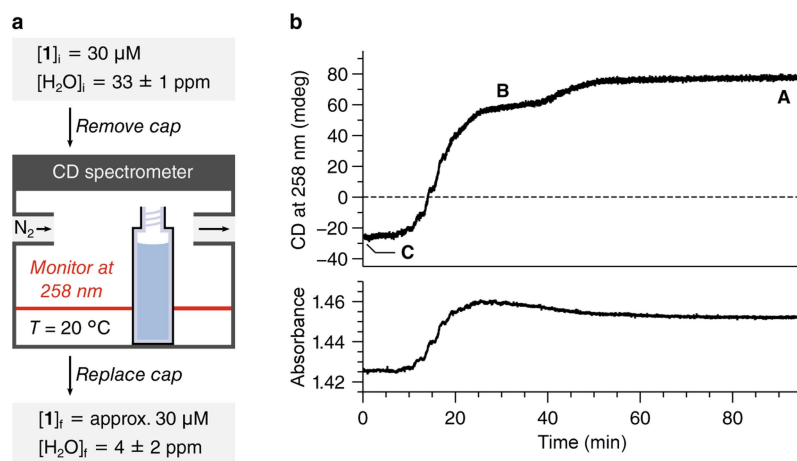 a
[1]i = 30 µM
[H2O]i = 33 ± 1 ppm
Remove cap
CD spectrometer
N2
Monitor at
258 nm
T = 20 °C
Replace cap
[1]f = approx. 30 µM
[H2O]f = 4 ± 2 ppm
b
CD at 258 nm (mdeg)
80
60
40
20
0
−20
−40
B
A
C
Absorbance
1.46
1.44
1.42
0
20
40
60
80
Time (min)